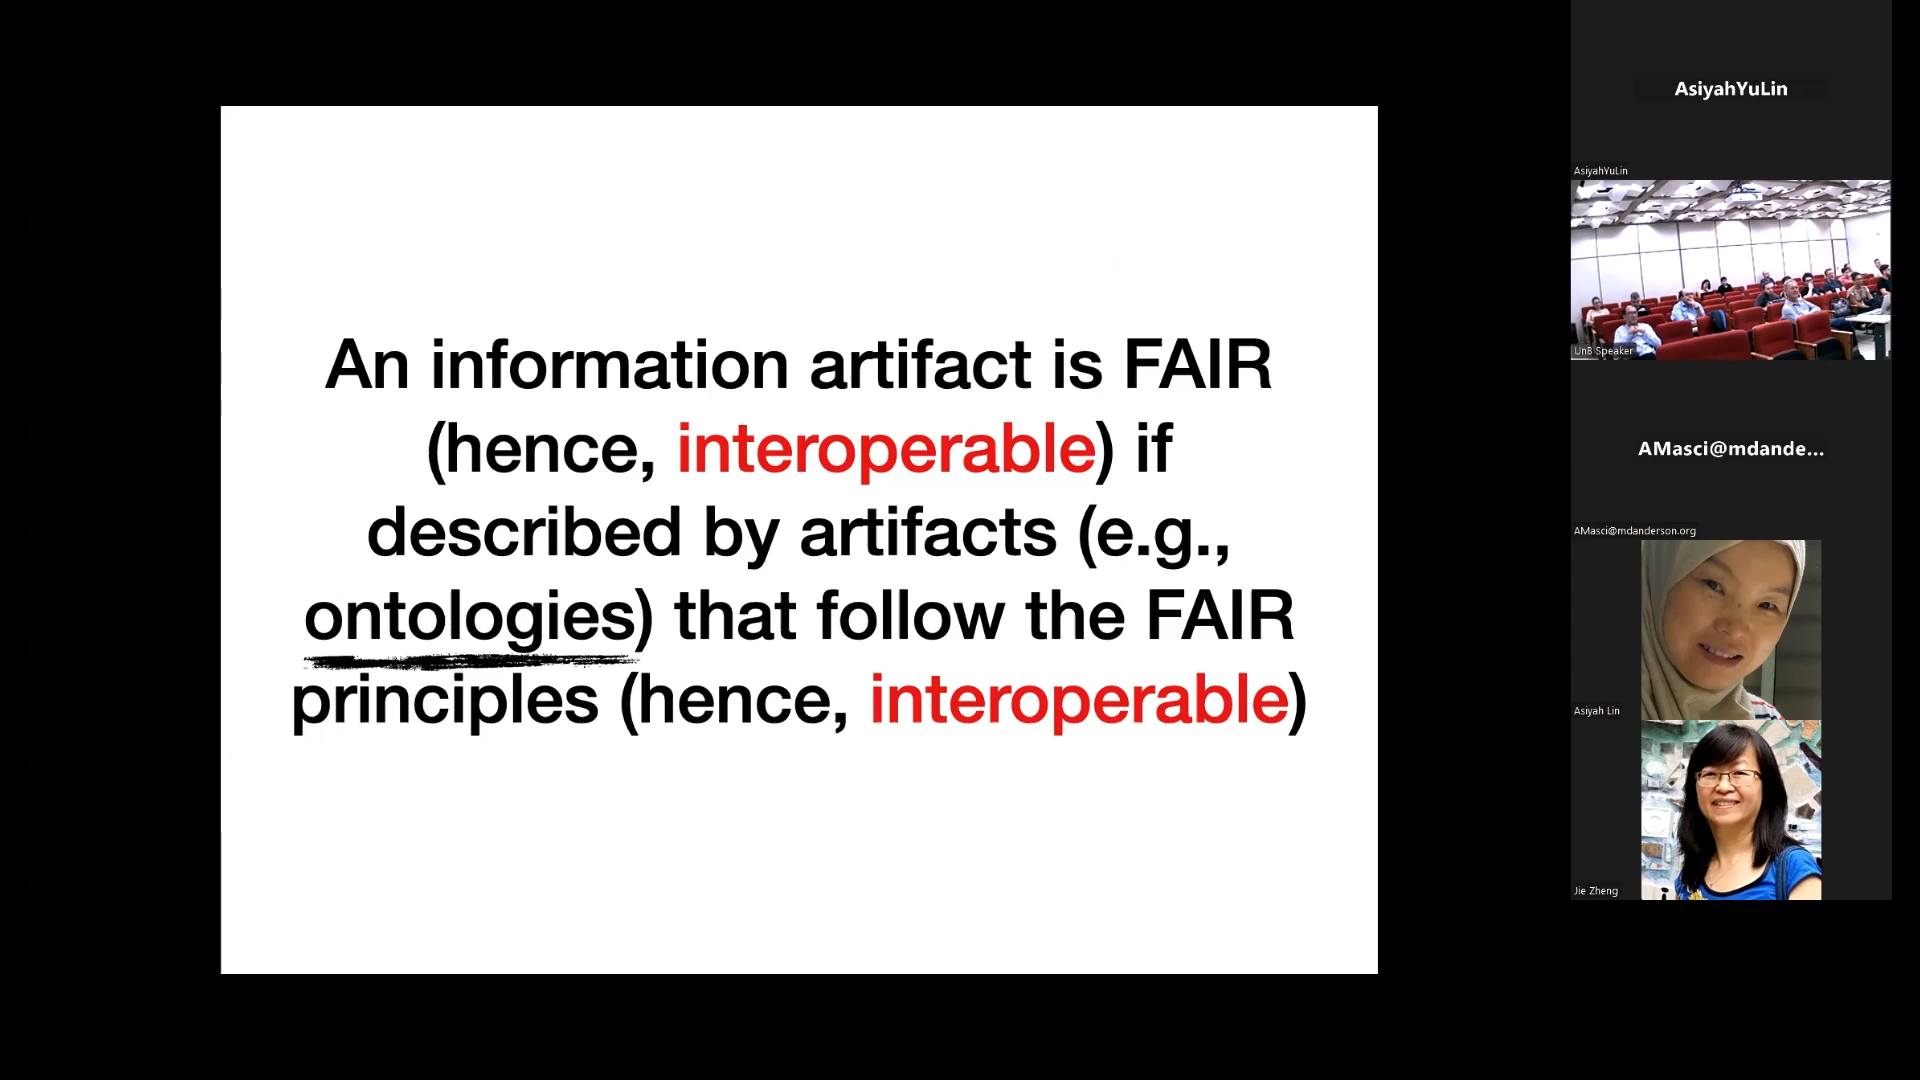 An information artifact is FAIR
(hence, interoperable) if
described by artifacts (e.g.,
ontologies) that follow the FAIR
principles (hence, interoperable)
AsiyahYuLin
AsiyahYuLin
UnB Speaker
AMasci@mdande...
AMasci@mdanderson.org
Asiyah Lin
Jie Zheng